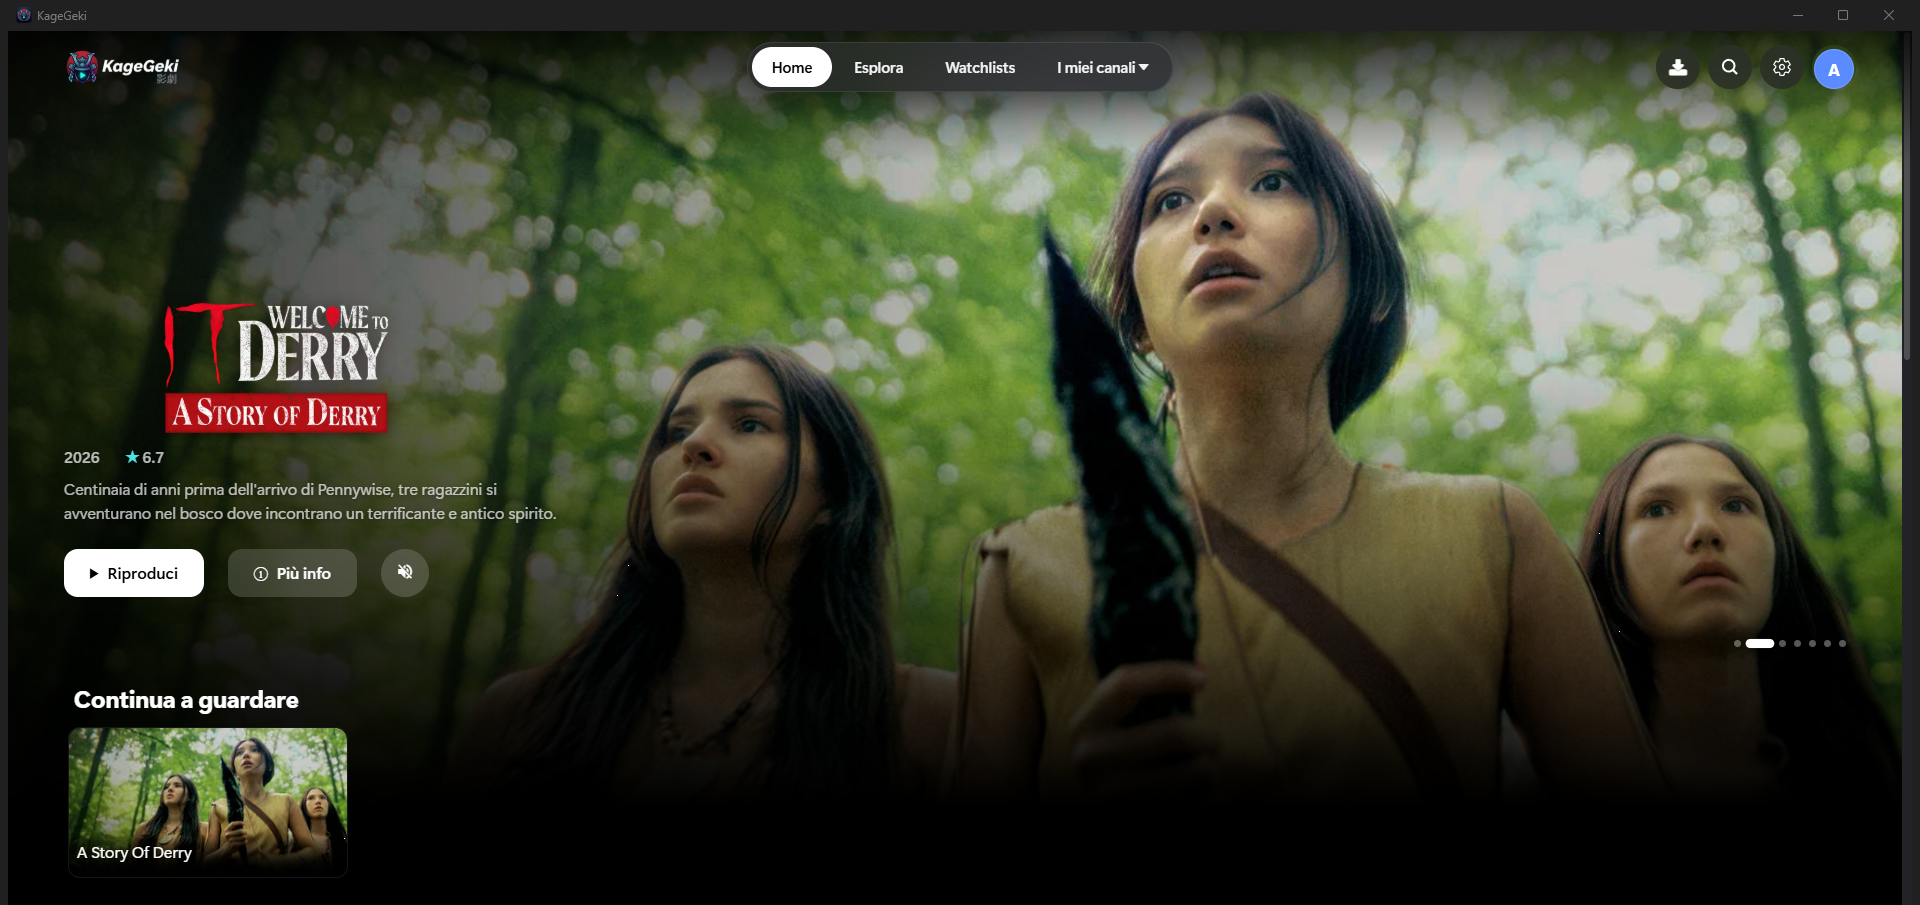 KageGeki
KageGeki
影劇
Home
Esplora
Watchlists
I miei canali
A
IT WELCOME TO
DERRY
A STORY OF DERRY
2026 ★ 6.7
Centinaia di anni prima dell'arrivo di Pennywise, tre ragazzini si
avventurano nel bosco dove incontrano un terrificante e antico spirito.
Riproduci
Più info
Continua a guardare
A Story Of Derry